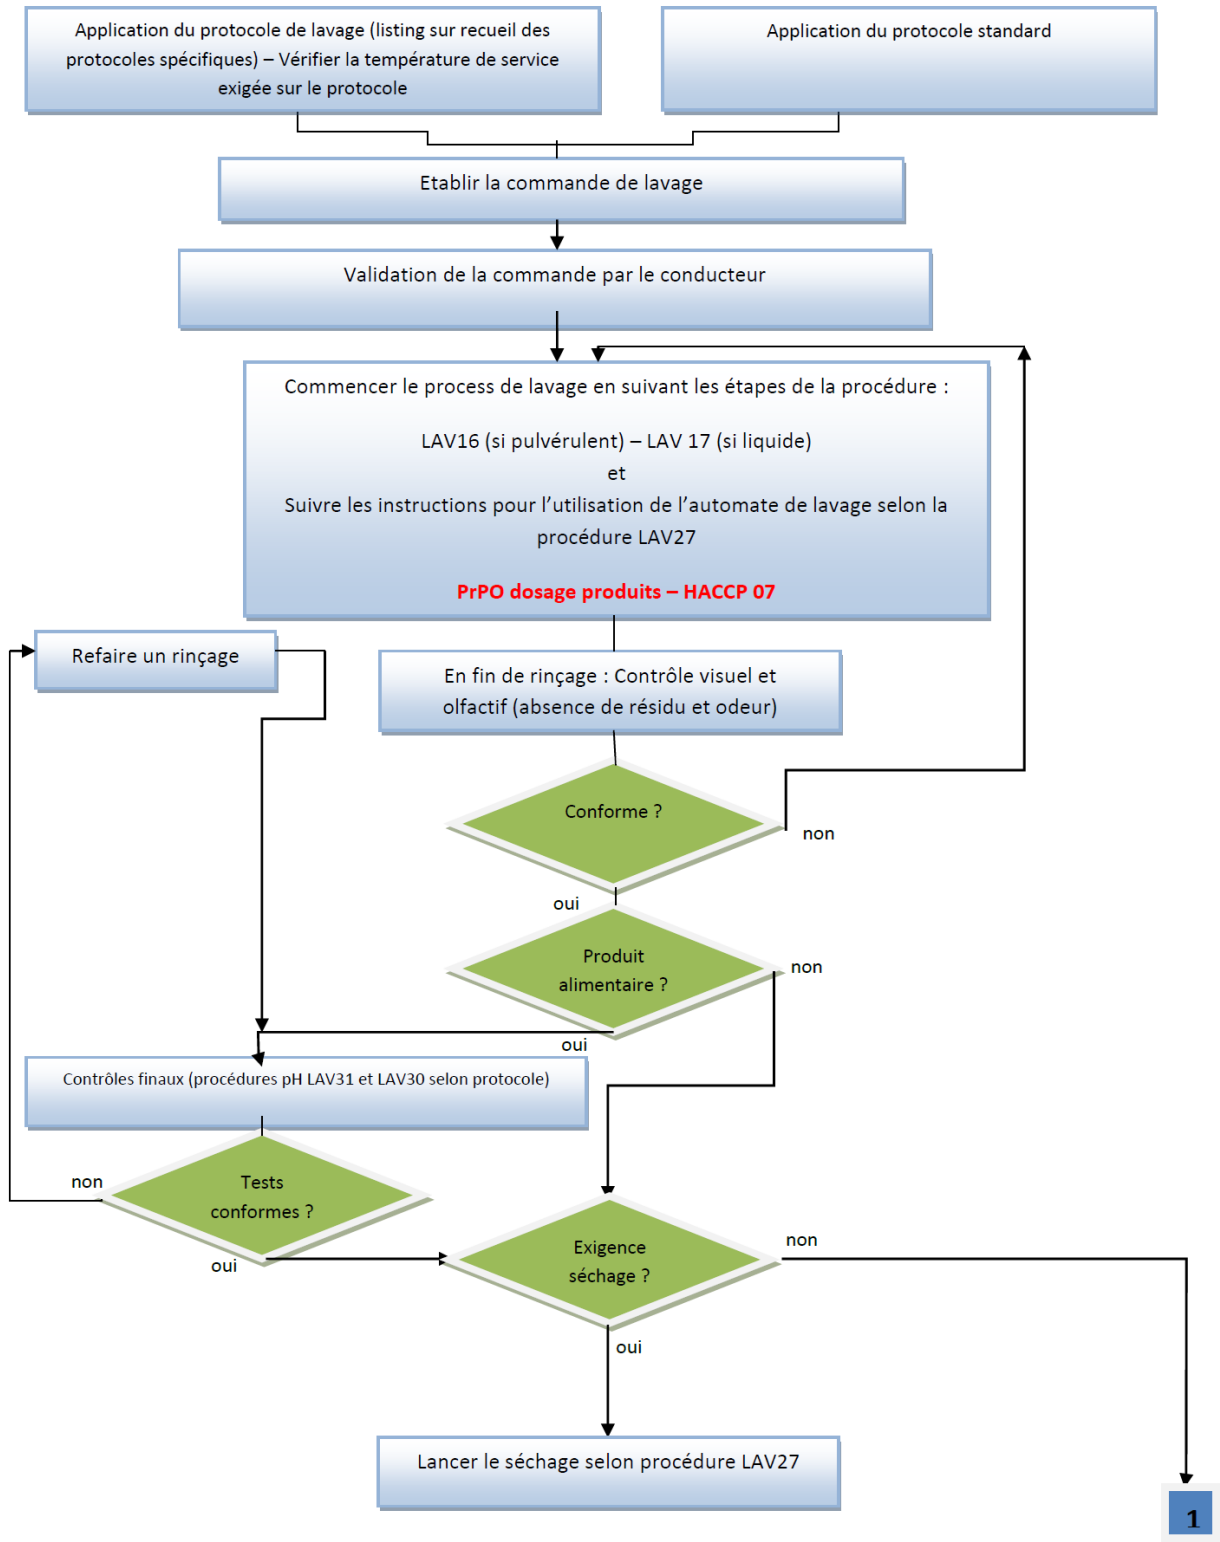 Application du protocole de lavage (listing sur recueil des
protocoles spécifiques) – Vérifier la température de service
exigée sur le protocole
Application du protocole standard
Etablir la commande de lavage
Validation de la commande par le conducteur
Commencer le process de lavage en suivant les étapes de la procédure :
LAV16 (si pulvérulent) – LAV 17 (si liquide)
et
Suivre les instructions pour l’utilisation de l’automate de lavage selon la
procédure LAV27
PrPO dosage produits – HACCP 07
Refaire un rinçage
En fin de rinçage : Contrôle visuel et
olfactif (absence de résidu et odeur)
Conforme ?
non
oui
Produit
alimentaire ?
non
oui
Contrôles finaux (procédures pH LAV31 et LAV30 selon protocole)
non
Tests
conformes ?
oui
Exigence
séchage ?
non
oui
Lancer le séchage selon procédure LAV27
1